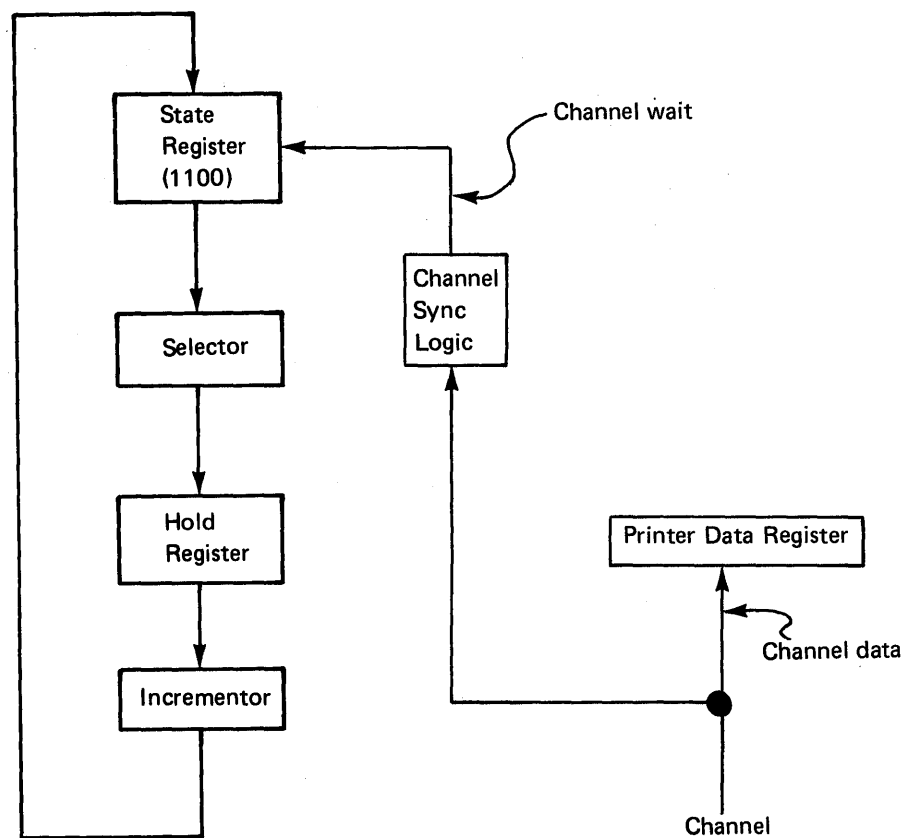 State
Register
(1100)
Channel wait
Channel
Sync
Logic
Selector
Hold
Register
Printer Data Register
Channel data
Incrementor
Channel